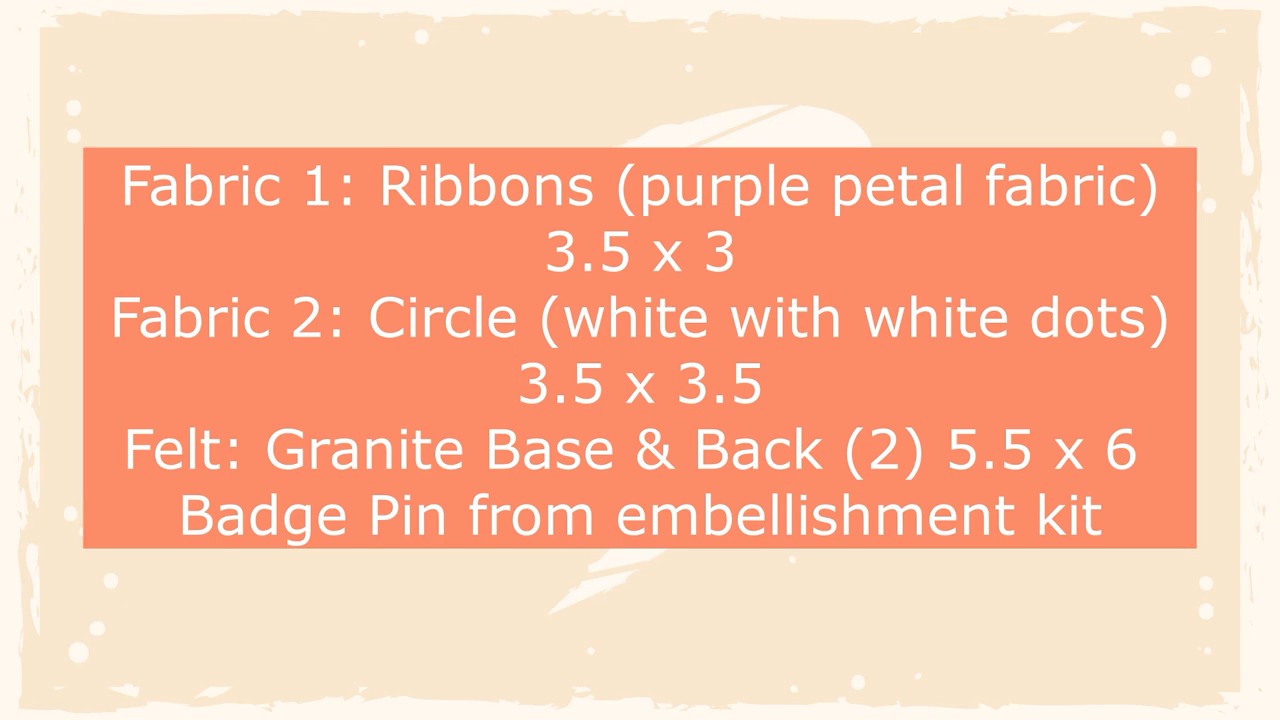 Fabric 1: Ribbons (purple petal fabric)
3.5 x 3
Fabric 2: Circle (white with white dots)
3.5 x 3.5
Felt: Granite Base & Back (2) 5.5 x 6
Badge Pin from embellishment kit